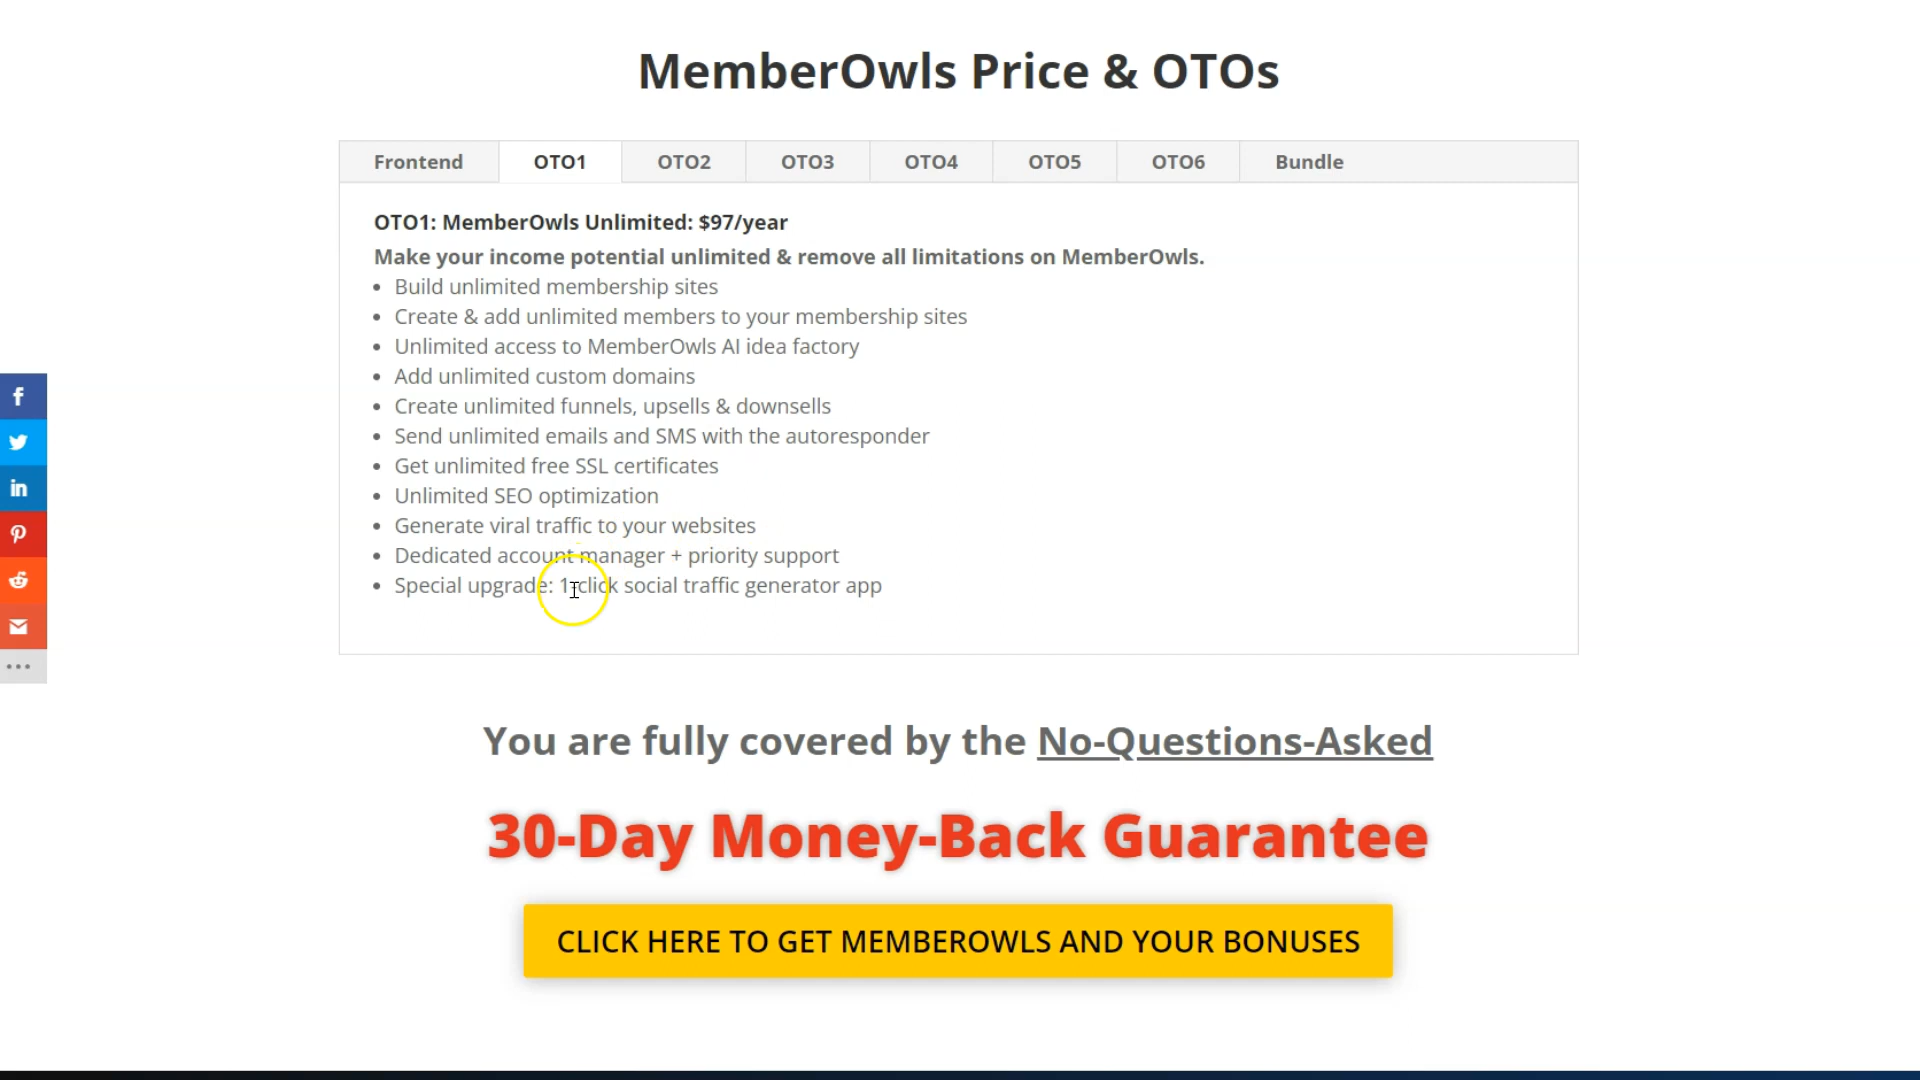 MemberOwls Price & OTOs
Frontend OTO1 OTO2 OTO3 OTO4 OTO5 OTO6 Bundle
OTO1: MemberOwls Unlimited: $97/year
Make your income potential unlimited & remove all limitations on MemberOwls.
• Build unlimited membership sites
• Create & add unlimited members to your membership sites
• Unlimited access to MemberOwls AI idea factory
• Add unlimited custom domains
• Create unlimited funnels, upsells & downsells
• Send unlimited emails and SMS with the autoresponder
• Get unlimited free SSL certificates
• Unlimited SEO optimization
• Generate viral traffic to your websites
• Dedicated account manager + priority support
• Special upgrade: 1-click social traffic generator app
You are fully covered by the No-Questions-Asked
30-Day Money-Back Guarantee
CLICK HERE TO GET MEMBEROWLS AND YOUR BONUSES